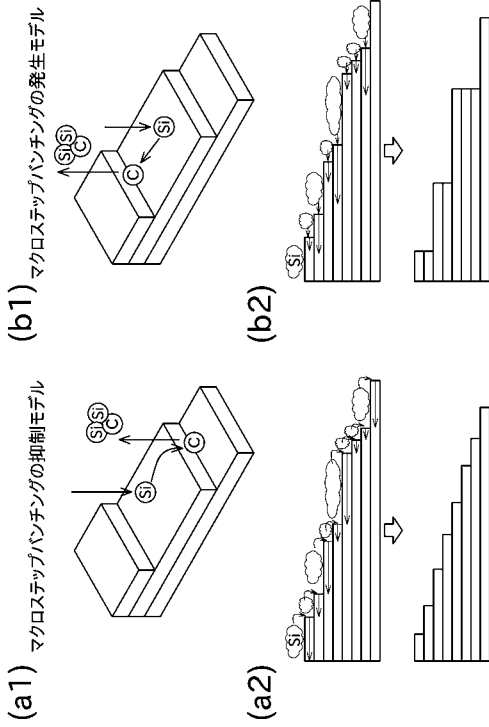 (a1)
マクロステップバンチングの抑制モデル
Si
Si
Si
C
C
(b1)
マクロステップバンチングの発生モデル
Si
Si
C
C
Si
(a2)
Si
(b2)
Si